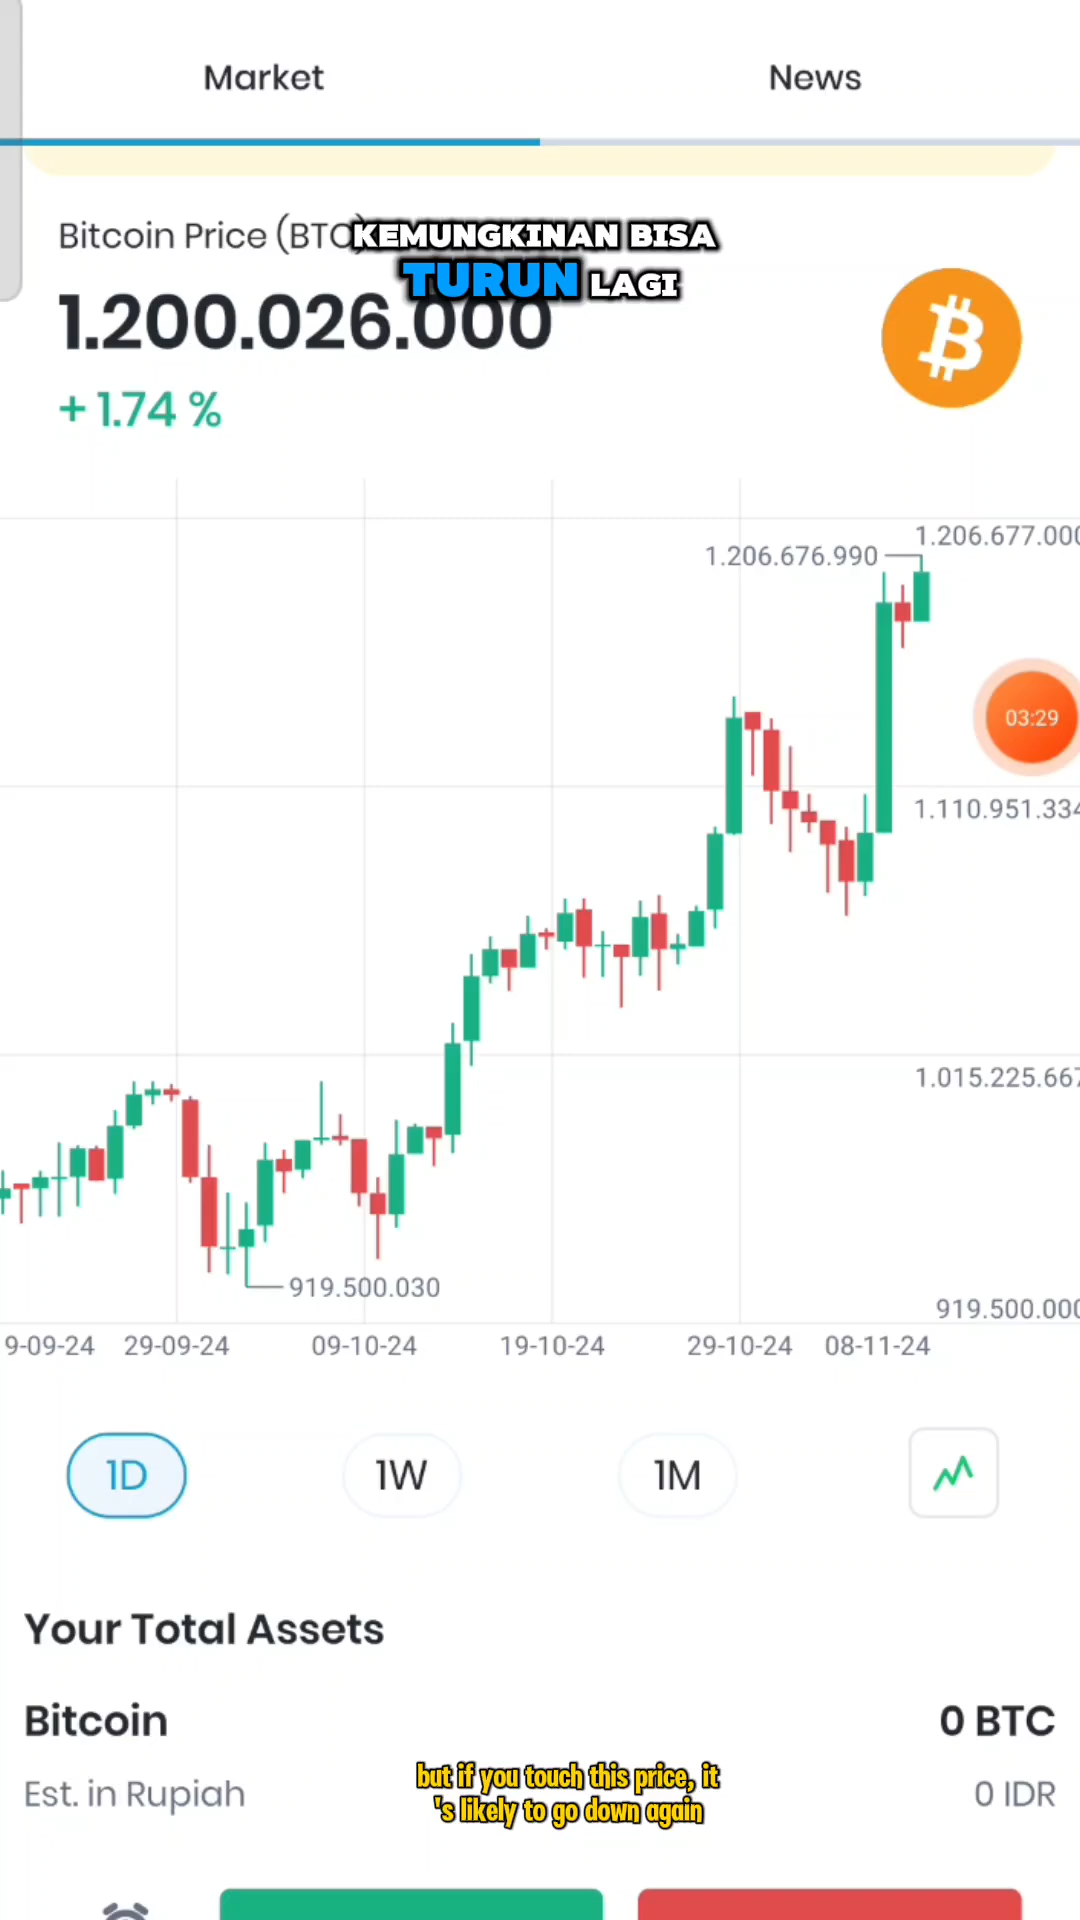 Market
News
Bitcoin Price (BTC)
KEMUNGKINAN BISA
TURUN LAGI
1.200.026.000
+ 1.74 %
1.206.677.000
1.206.676.990
03:29
1.110.951.334
1.015.225.667
919.500.030
919.500.000
9-09-24 29-09-24 09-10-24 19-10-24 29-10-24 08-11-24
1D 1W 1M
Your Total Assets
Bitcoin 0 BTC
but if you touch this price, it
's likely to go down again
Est. in Rupiah 0 IDR